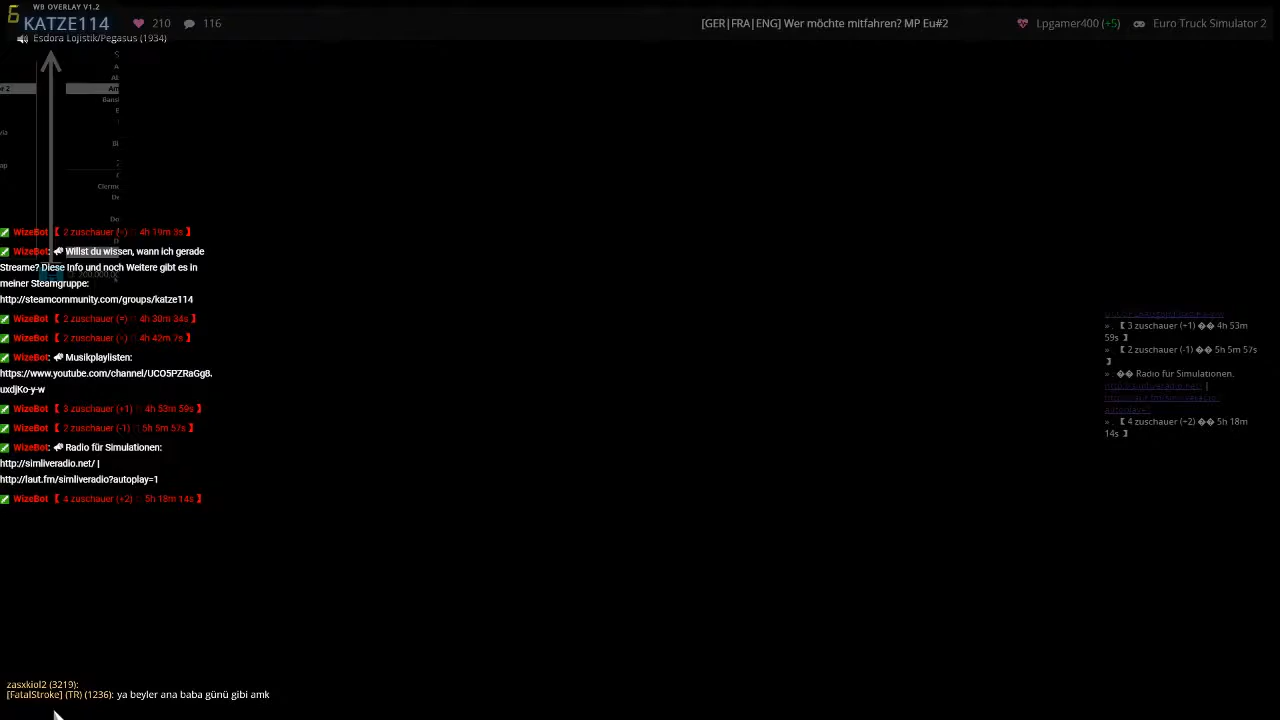 6
WB OVERLAY V1.2
KATZE114
210
116
[GER|FRA|ENG] Wer möchte mitfahren? MP Eu#2
Lpgamer400 (+5)
Euro Truck Simulator 2
Esdora Lojistik/Pegasus (1934)
WizeBot 【 2 zuschauer (-) 4h 19m 5s 】
WizeBot: Willst du wissen, wann ich gerade
Streame? Diese Info und noch Weitere gibt es in
meiner Steamgruppe:
http://steamcommunity.com/groups/katze114
WizeBot 【 2 zuschauer (=) 4h 30m 34s 】
WizeBot 【 2 zuschauer (=) 4h 42m 7s 】
WizeBot: Musikplaylisten:
https://www.youtube.com/channel/UCO5PZRaGg8.
uxdjKo-y-w
WizeBot 【 3 zuschauer (+1) 4h 53m 59s 】
WizeBot 【 2 zuschauer (-1) 5h 5m 57s 】
WizeBot: Radio für Simulationen:
http://simliveradio.net/ |
http://laut.fm/simliveradio?autoplay=1
WizeBot 【 4 zuschauer (+2) 5h 18m 14s 】
» . 【 3 zuschauer (+1) �� 4h 53m
59s 】
» . 【 2 zuschauer (-1) �� 5h 5m 57s
】
» . �� Radio für Simulationen.
http://simliveradio.net/ |
» . 【 4 zuschauer (+2) �� 5h 18m
14s 】
zasxkiol2 (3219):
[FatalStroke] (TR) (1236): ya beyler ana baba günü gibi amk